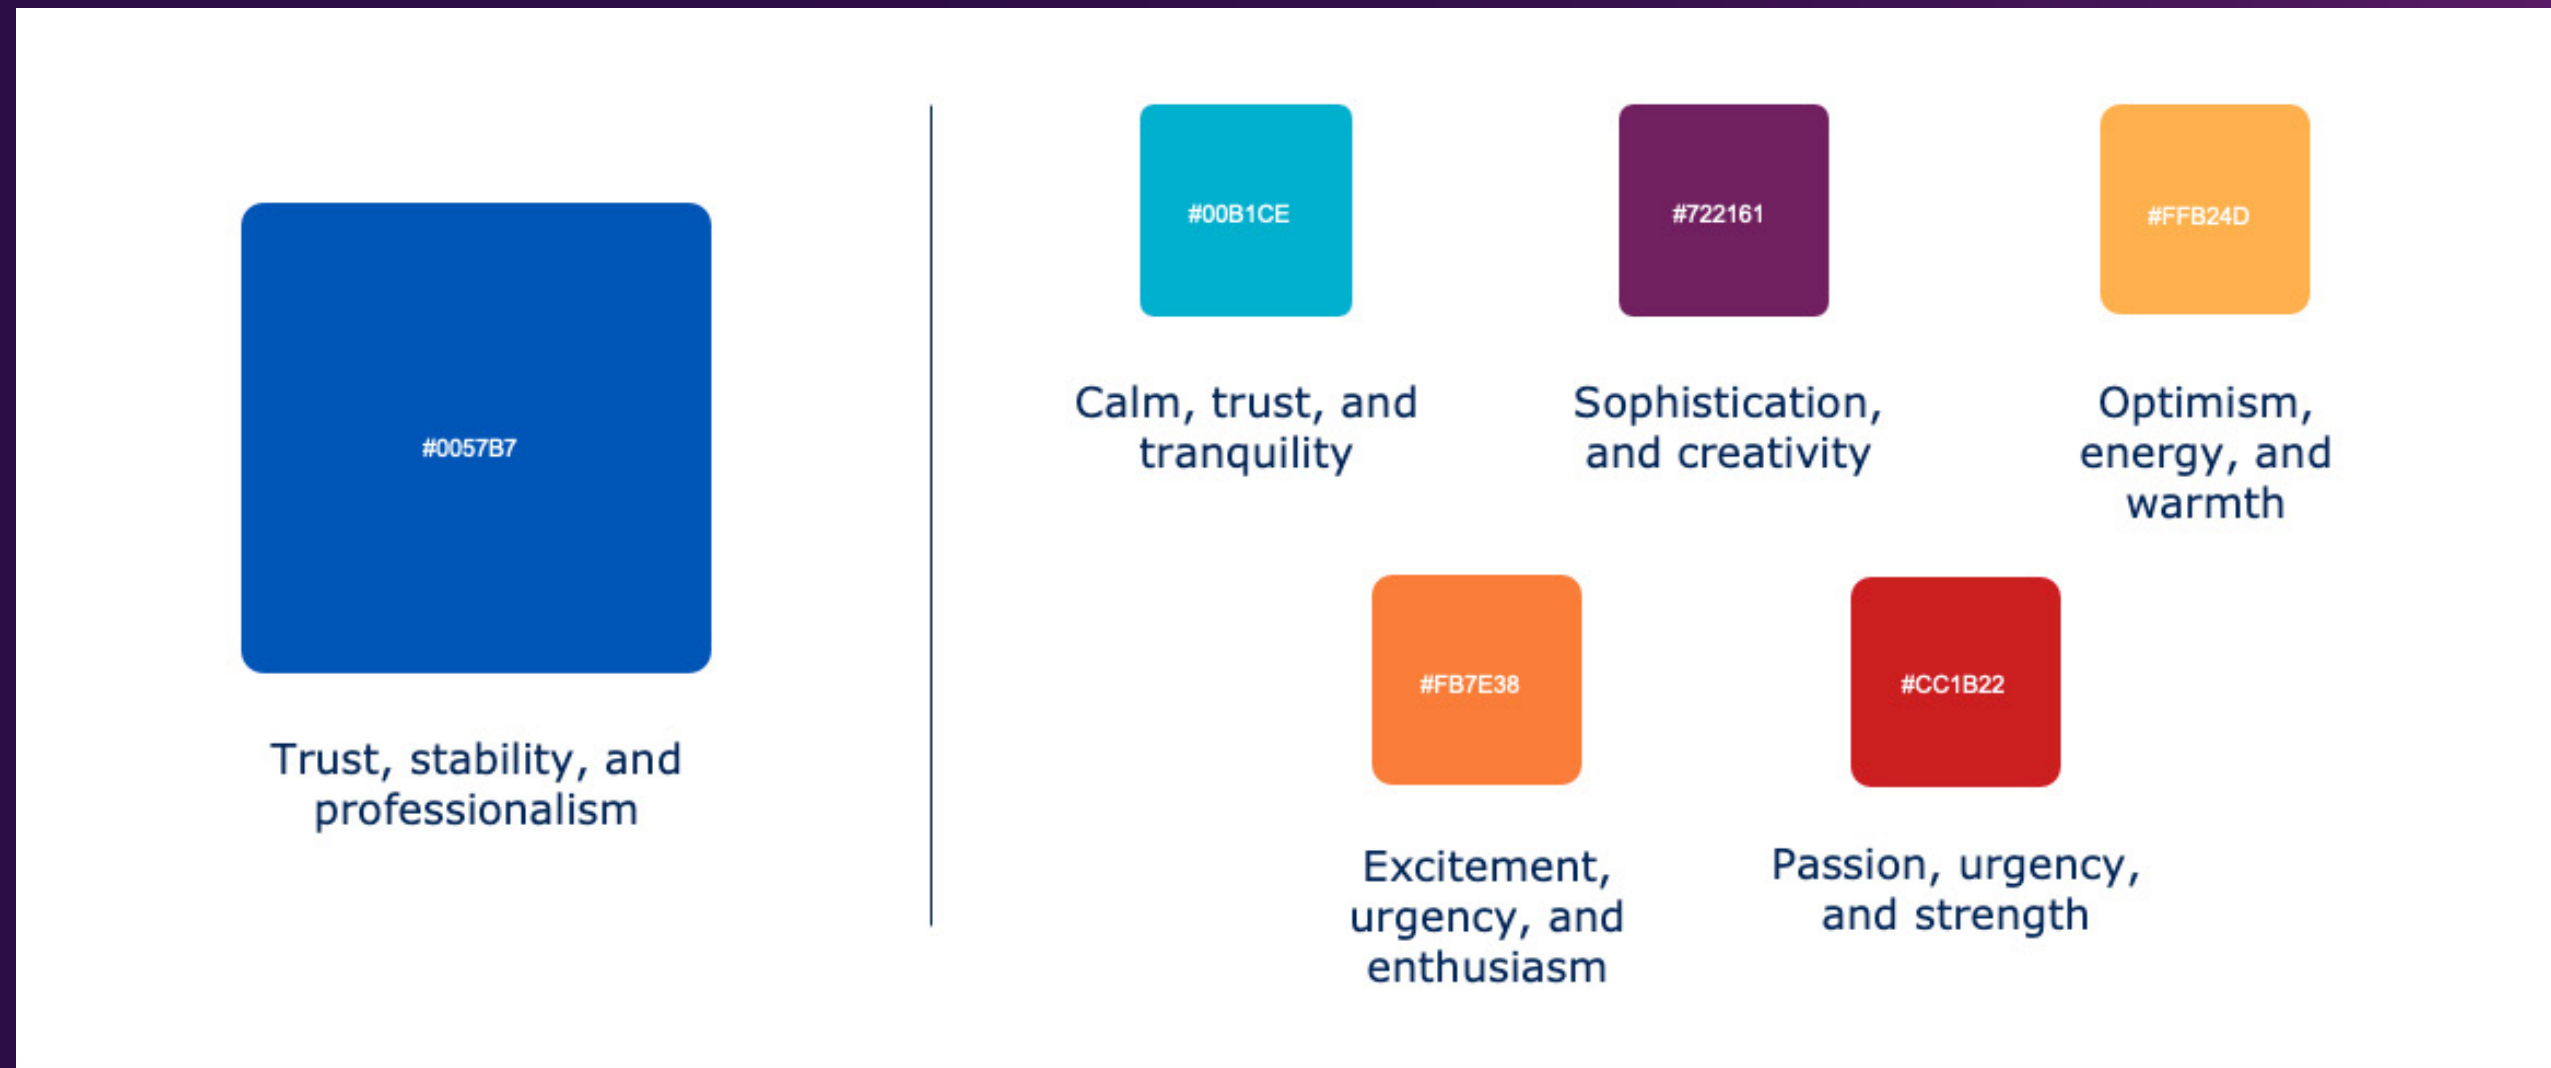 #0057B7
Trust, stability, and
professionalism
#00B1CE
Calm, trust, and
tranquility
#722161
Sophistication,
and creativity
#FFB24D
Optimism,
energy, and
warmth
#FB7E38
Excitement,
urgency, and
enthusiasm
#CC1B22
Passion, urgency,
and strength